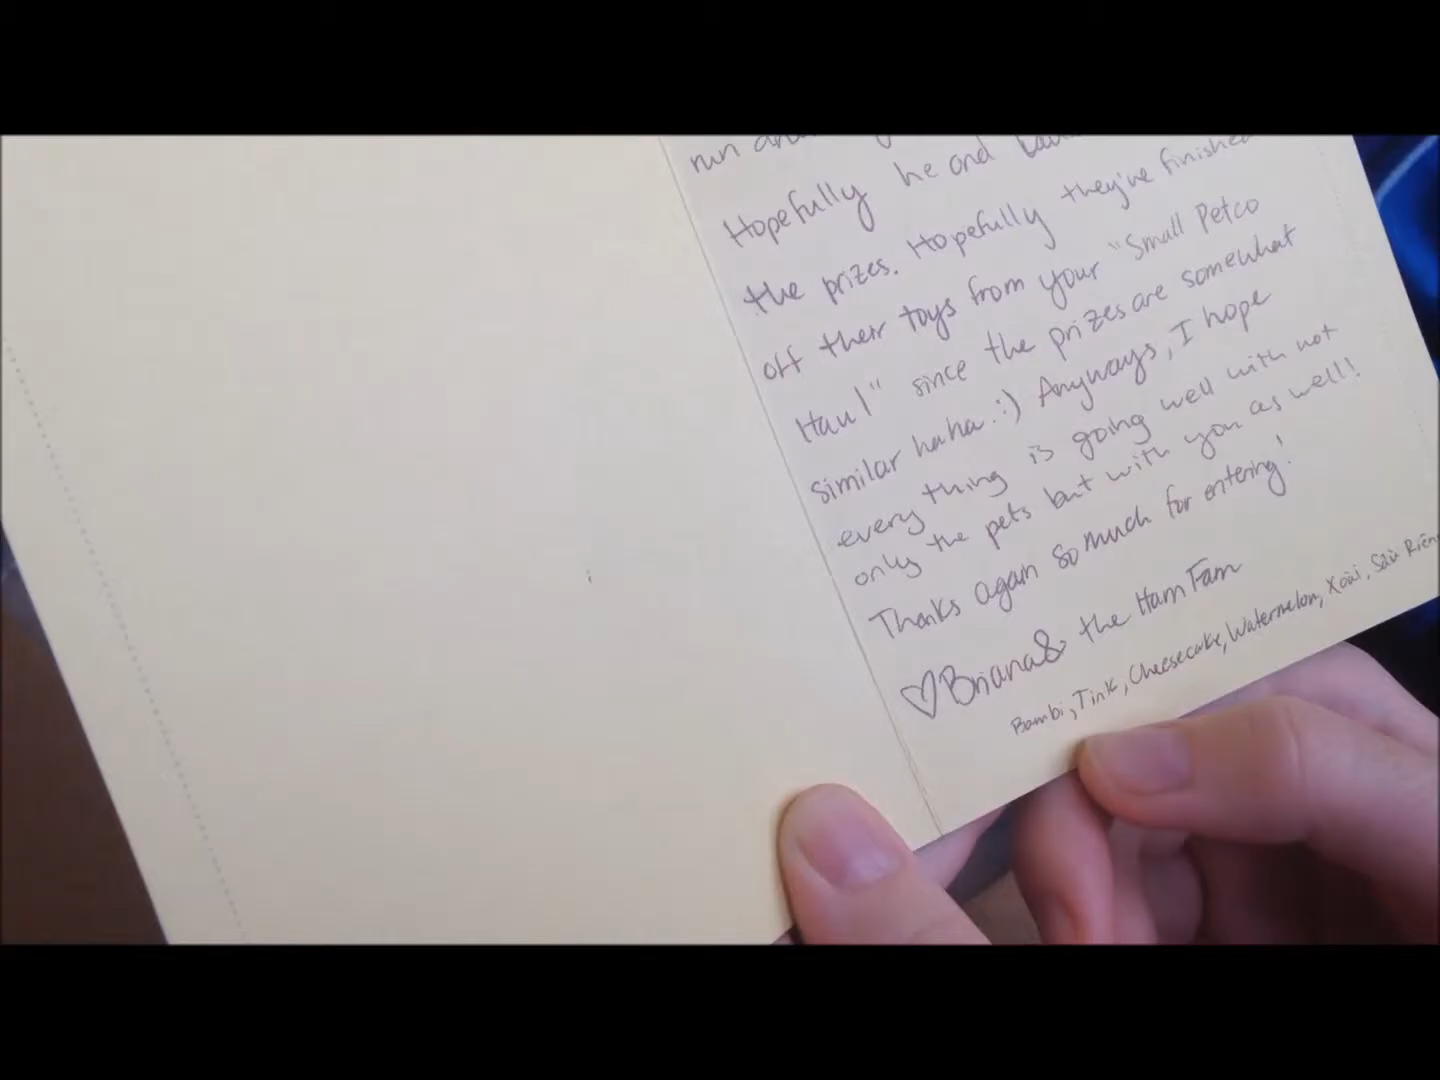 run
Hopefully he and
the prizes. Hopefully they've finished
off their toys from your "Small Petco
Haul" since the prizes are somewhat
similar haha :) Anyways, I hope
everything is going well with not
only the pets but with you as well!
Thanks again so much for entering!
♡ Briana & the Ham Fam
Bambi, Tink, Cheesecake, Watermelon, Xoài, Sầu Riêng